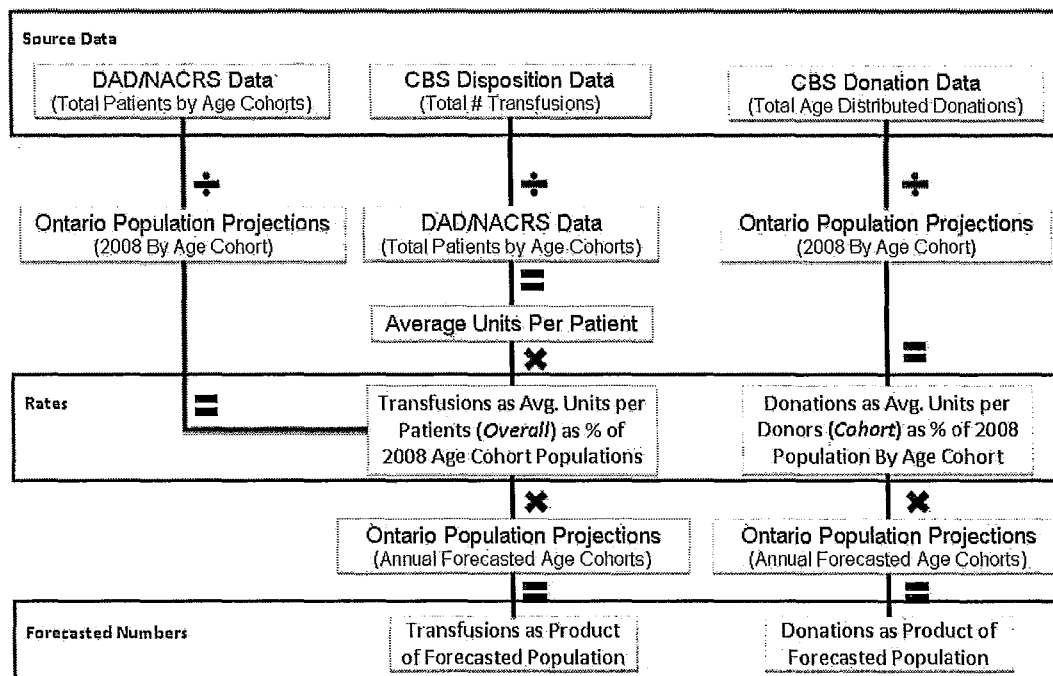 Source Data
DAD/NACRS Data
(Total Patients by Age Cohorts)
CBS Disposition Data
(Total # Transfusions)
CBS Donation Data
(Total Age Distributed Donations)
÷
÷
÷
Ontario Population Projections
(2008 By Age Cohort)
DAD/NACRS Data
(Total Patients by Age Cohorts)
Ontario Population Projections
(2008 By Age Cohort)
=
Average Units Per Patient
×
=
Rates
=
Transfusions as Avg. Units per
Patients (Overall) as % of
2008 Age Cohort Populations
Donations as Avg. Units per
Donors (Cohort) as % of 2008
Population By Age Cohort
×
×
Ontario Population Projections
(Annual Forecasted Age Cohorts)
Ontario Population Projections
(Annual Forecasted Age Cohorts)
=
=
Forecasted Numbers
Transfusions as Product
of Forecasted Population
Donations as Product of
Forecasted Population